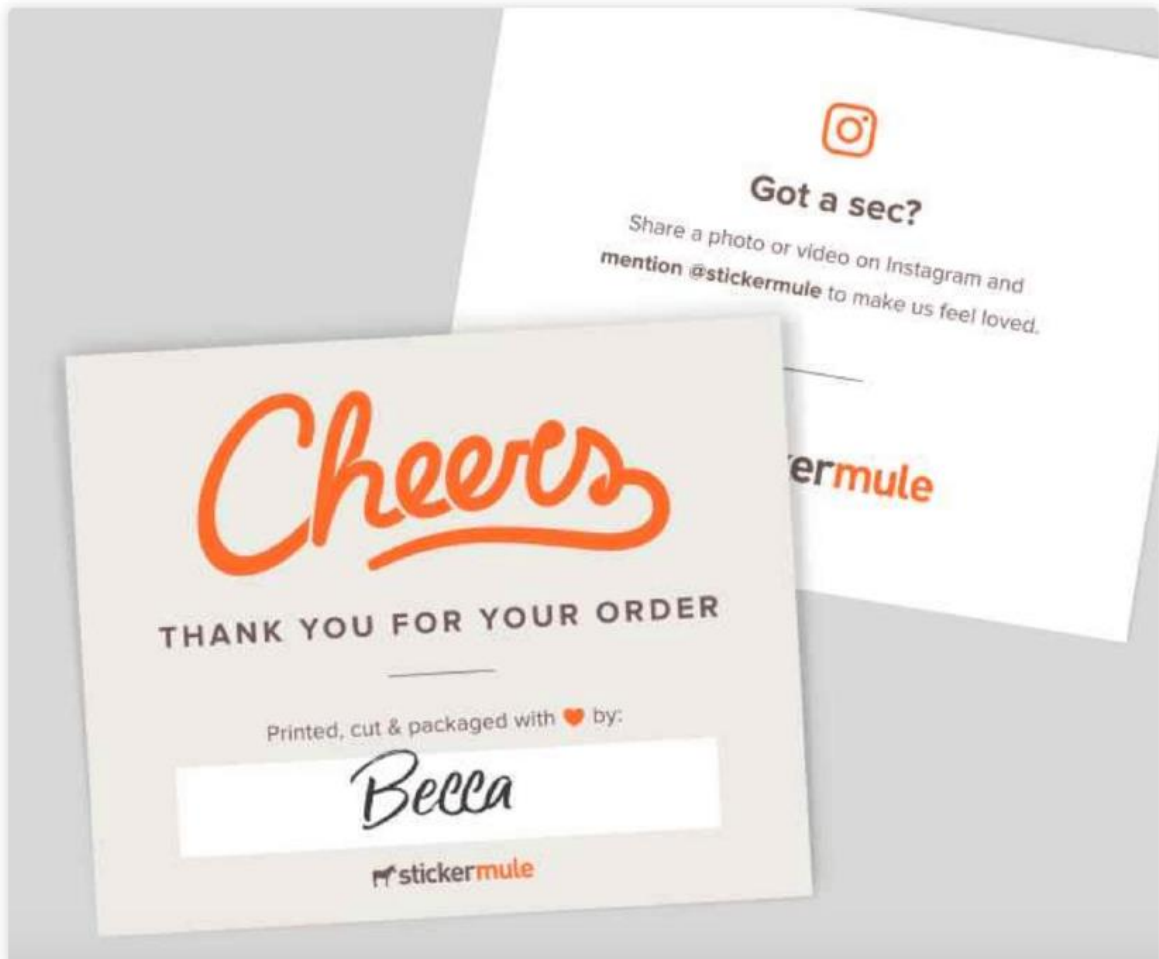 Got a sec?
Share a photo or video on Instagram and
mention @stickermule to make us feel loved.
ermule
Cheers
THANK YOU FOR YOUR ORDER
Printed, cut & packaged with by:
Becca
stickermule